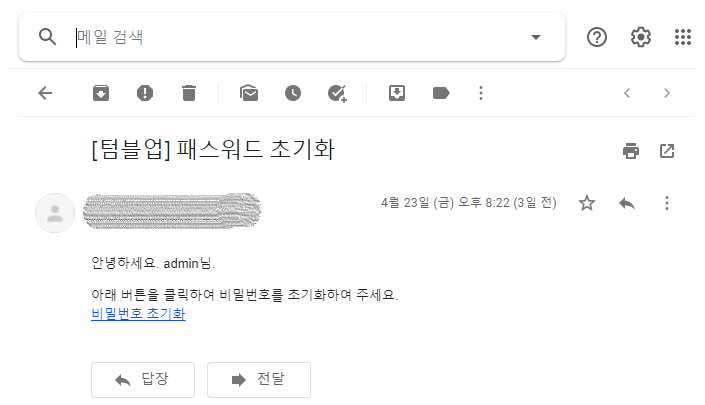 메일 검색
[텀블업] 패스워드 초기화
4월 23일 (금) 오후 8:22 (3일 전)
안녕하세요. admin님.
아래 버튼을 클릭하여 비밀번호를 초기화하여 주세요.
비밀번호 초기화
답장
전달